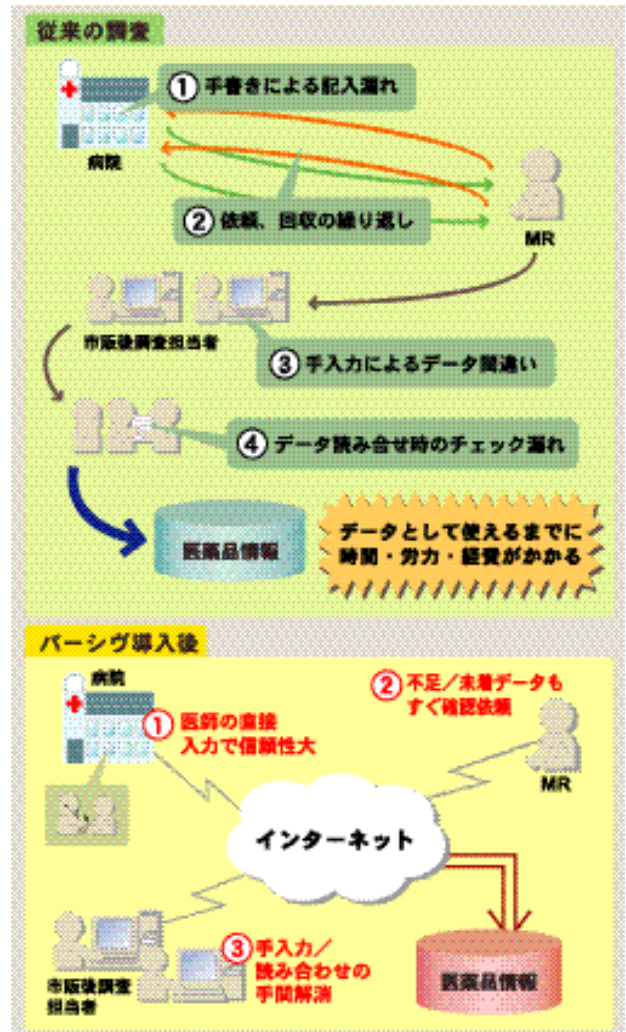 従来の調査
① 手書きによる記入漏れ
病院
② 依頼、回収の繰り返し
MR
市販後調査担当者
③ 手入力によるデータ間違い
④ データ読み合せ時のチェック漏れ
医薬品情報
データとして使えるまでに
時間・労力・経費がかかる
パーシヴ導入後
病院
① 医師の直接
入力で信頼性大
② 不足/未着データも
すぐ確認依頼
MR
インターネット
③ 手入力/
読み合わせの
手間解消
市販後調査
担当者
医薬品情報